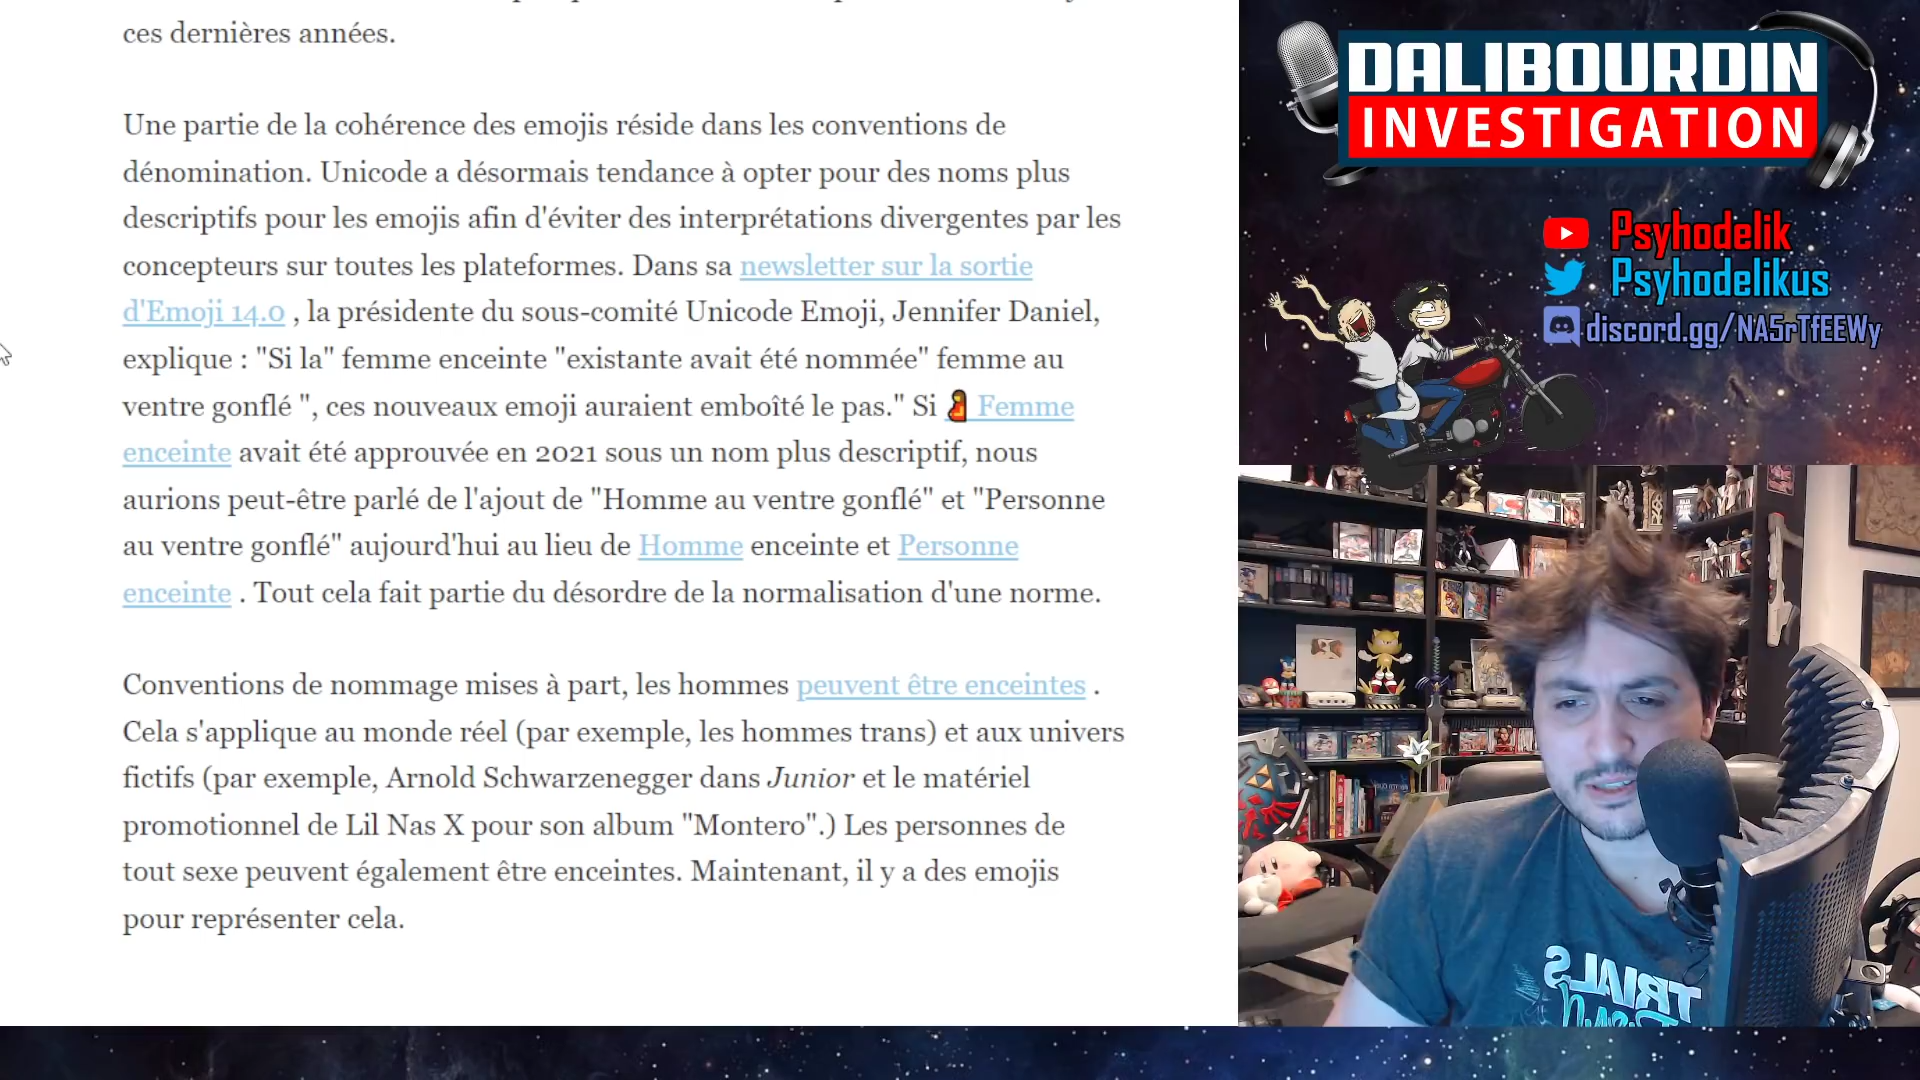 ces dernières années.
Une partie de la cohérence des emojis réside dans les conventions de
dénomination. Unicode a désormais tendance à opter pour des noms plus
descriptifs pour les emojis afin d'éviter des interprétations divergentes par les
concepteurs sur toutes les plateformes. Dans sa newsletter sur la sortie
d'Emoji 14.0 , la présidente du sous-comité Unicode Emoji, Jennifer Daniel,
explique : "Si la" femme enceinte "existante avait été nommée" femme au
ventre gonflé ", ces nouveaux emoji auraient emboîté le pas." Si 🤰 Femme
enceinte avait été approuvée en 2021 sous un nom plus descriptif, nous
aurions peut-être parlé de l'ajout de "Homme au ventre gonflé" et "Personne
au ventre gonflé" aujourd'hui au lieu de Homme enceinte et Personne
enceinte . Tout cela fait partie du désordre de la normalisation d'une norme.
Conventions de nommage mises à part, les hommes peuvent être enceintes .
Cela s'applique au monde réel (par exemple, les hommes trans) et aux univers
fictifs (par exemple, Arnold Schwarzenegger dans Junior et le matériel
promotionnel de Lil Nas X pour son album "Montero".) Les personnes de
tout sexe peuvent également être enceintes. Maintenant, il y a des emojis
pour représenter cela.
DALIBOURDIN
INVESTIGATION
Psyhodelik
Psyhodelikus
discord.gg/NA5rTfEEWy
TRIALS